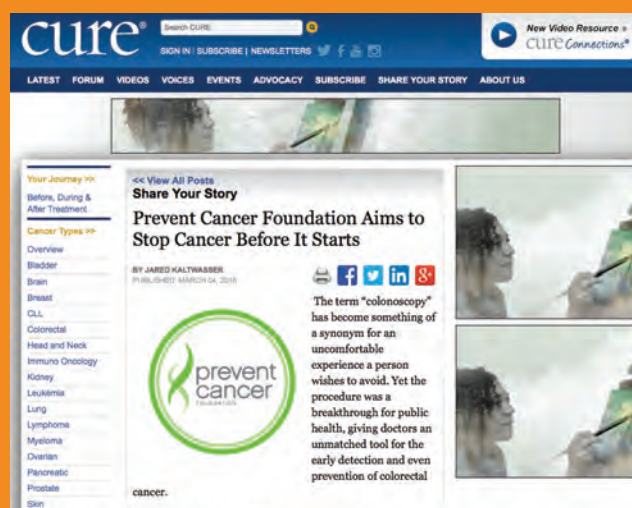 cure®
Search CURE
SIGN IN | SUBSCRIBE | NEWSLETTERS
New Video Resource »
cure Connections®
LATEST FORUM VIDEOS VOICES EVENTS ADVOCACY SUBSCRIBE SHARE YOUR STORY ABOUT US
Your Journey >>
Before, During &
After Treatment
Cancer Types >>
Overview
Bladder
Brain
Breast
CLL
Colorectal
Head and Neck
Immuno Oncology
Kidney
Leukemia
Lung
Lymphoma
Myeloma
Ovarian
Pancreatic
Prostate
Skin
<< View All Posts
Share Your Story
Prevent Cancer Foundation Aims to
Stop Cancer Before It Starts
BY JARED KALTWASSER
PUBLISHED MARCH 04, 2016
f
in
g+
prevent
cancer
FOUNDATION
The term “colonoscopy”
has become something of
a synonym for an
uncomfortable
experience a person
wishes to avoid. Yet the
procedure was a
breakthrough for public
health, giving doctors an
unmatched tool for the
early detection and even
prevention of colorectal
cancer.